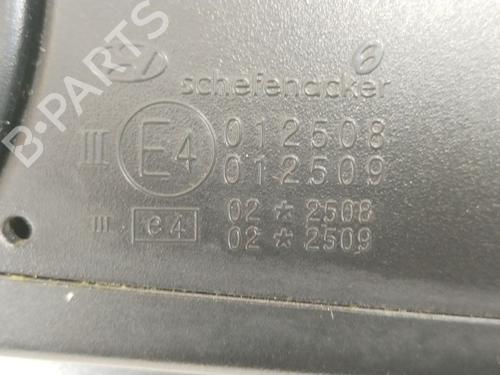 B-PARTS
schefenacker
III E4 012508
012509
III e4 02*2508
02*2509